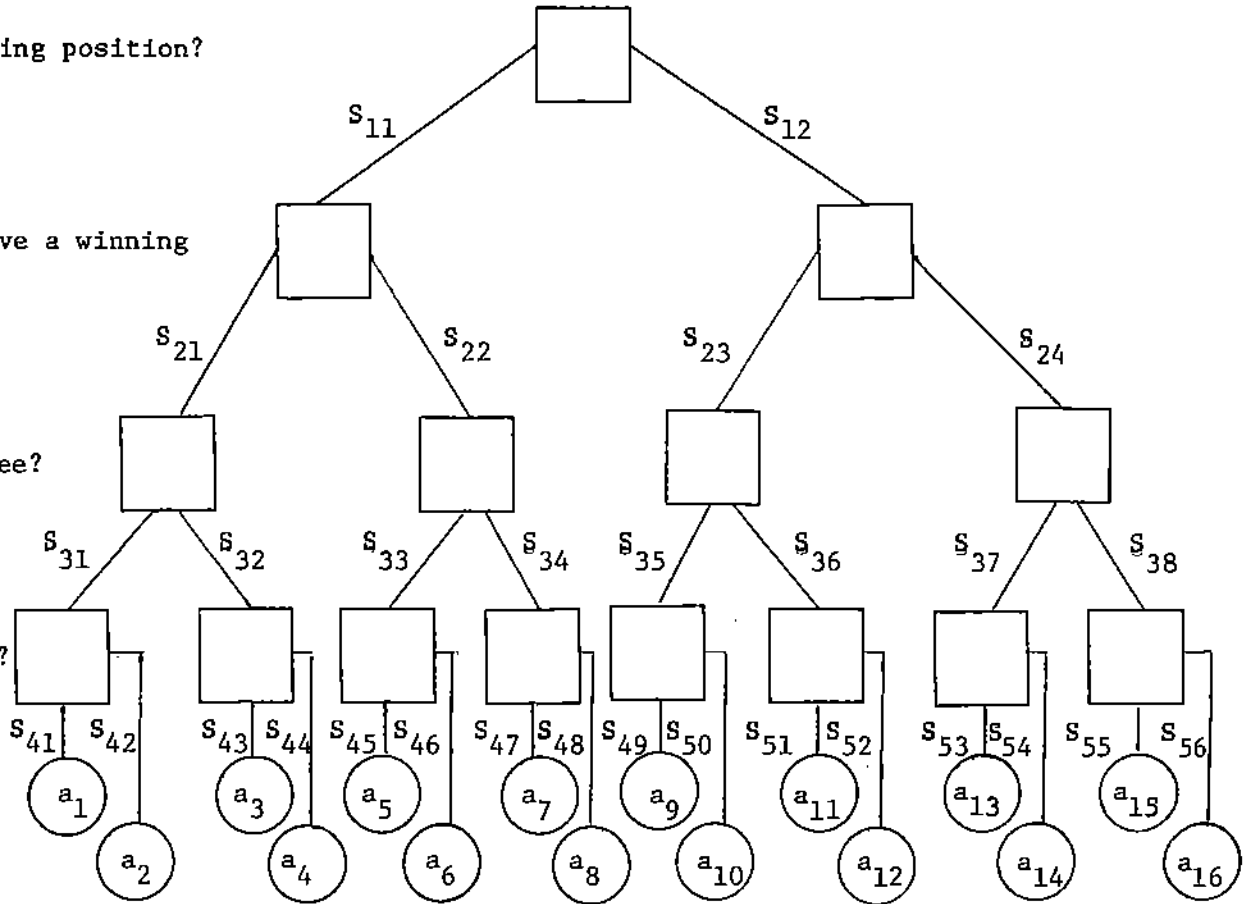 ing position?
S11 S12
ve a winning
S21 S22 S23 S24
ee?
S31 S32 S33 S34 S35 S36 S37 S38
?
S41 S42 S43 S44 S45 S46 S47 S48 S49 S50 S51 S52 S53 S54 S55 S56
a1 a3 a5 a7 a9 a11 a13 a15
a2 a4 a6 a8 a10 a12 a14 a16